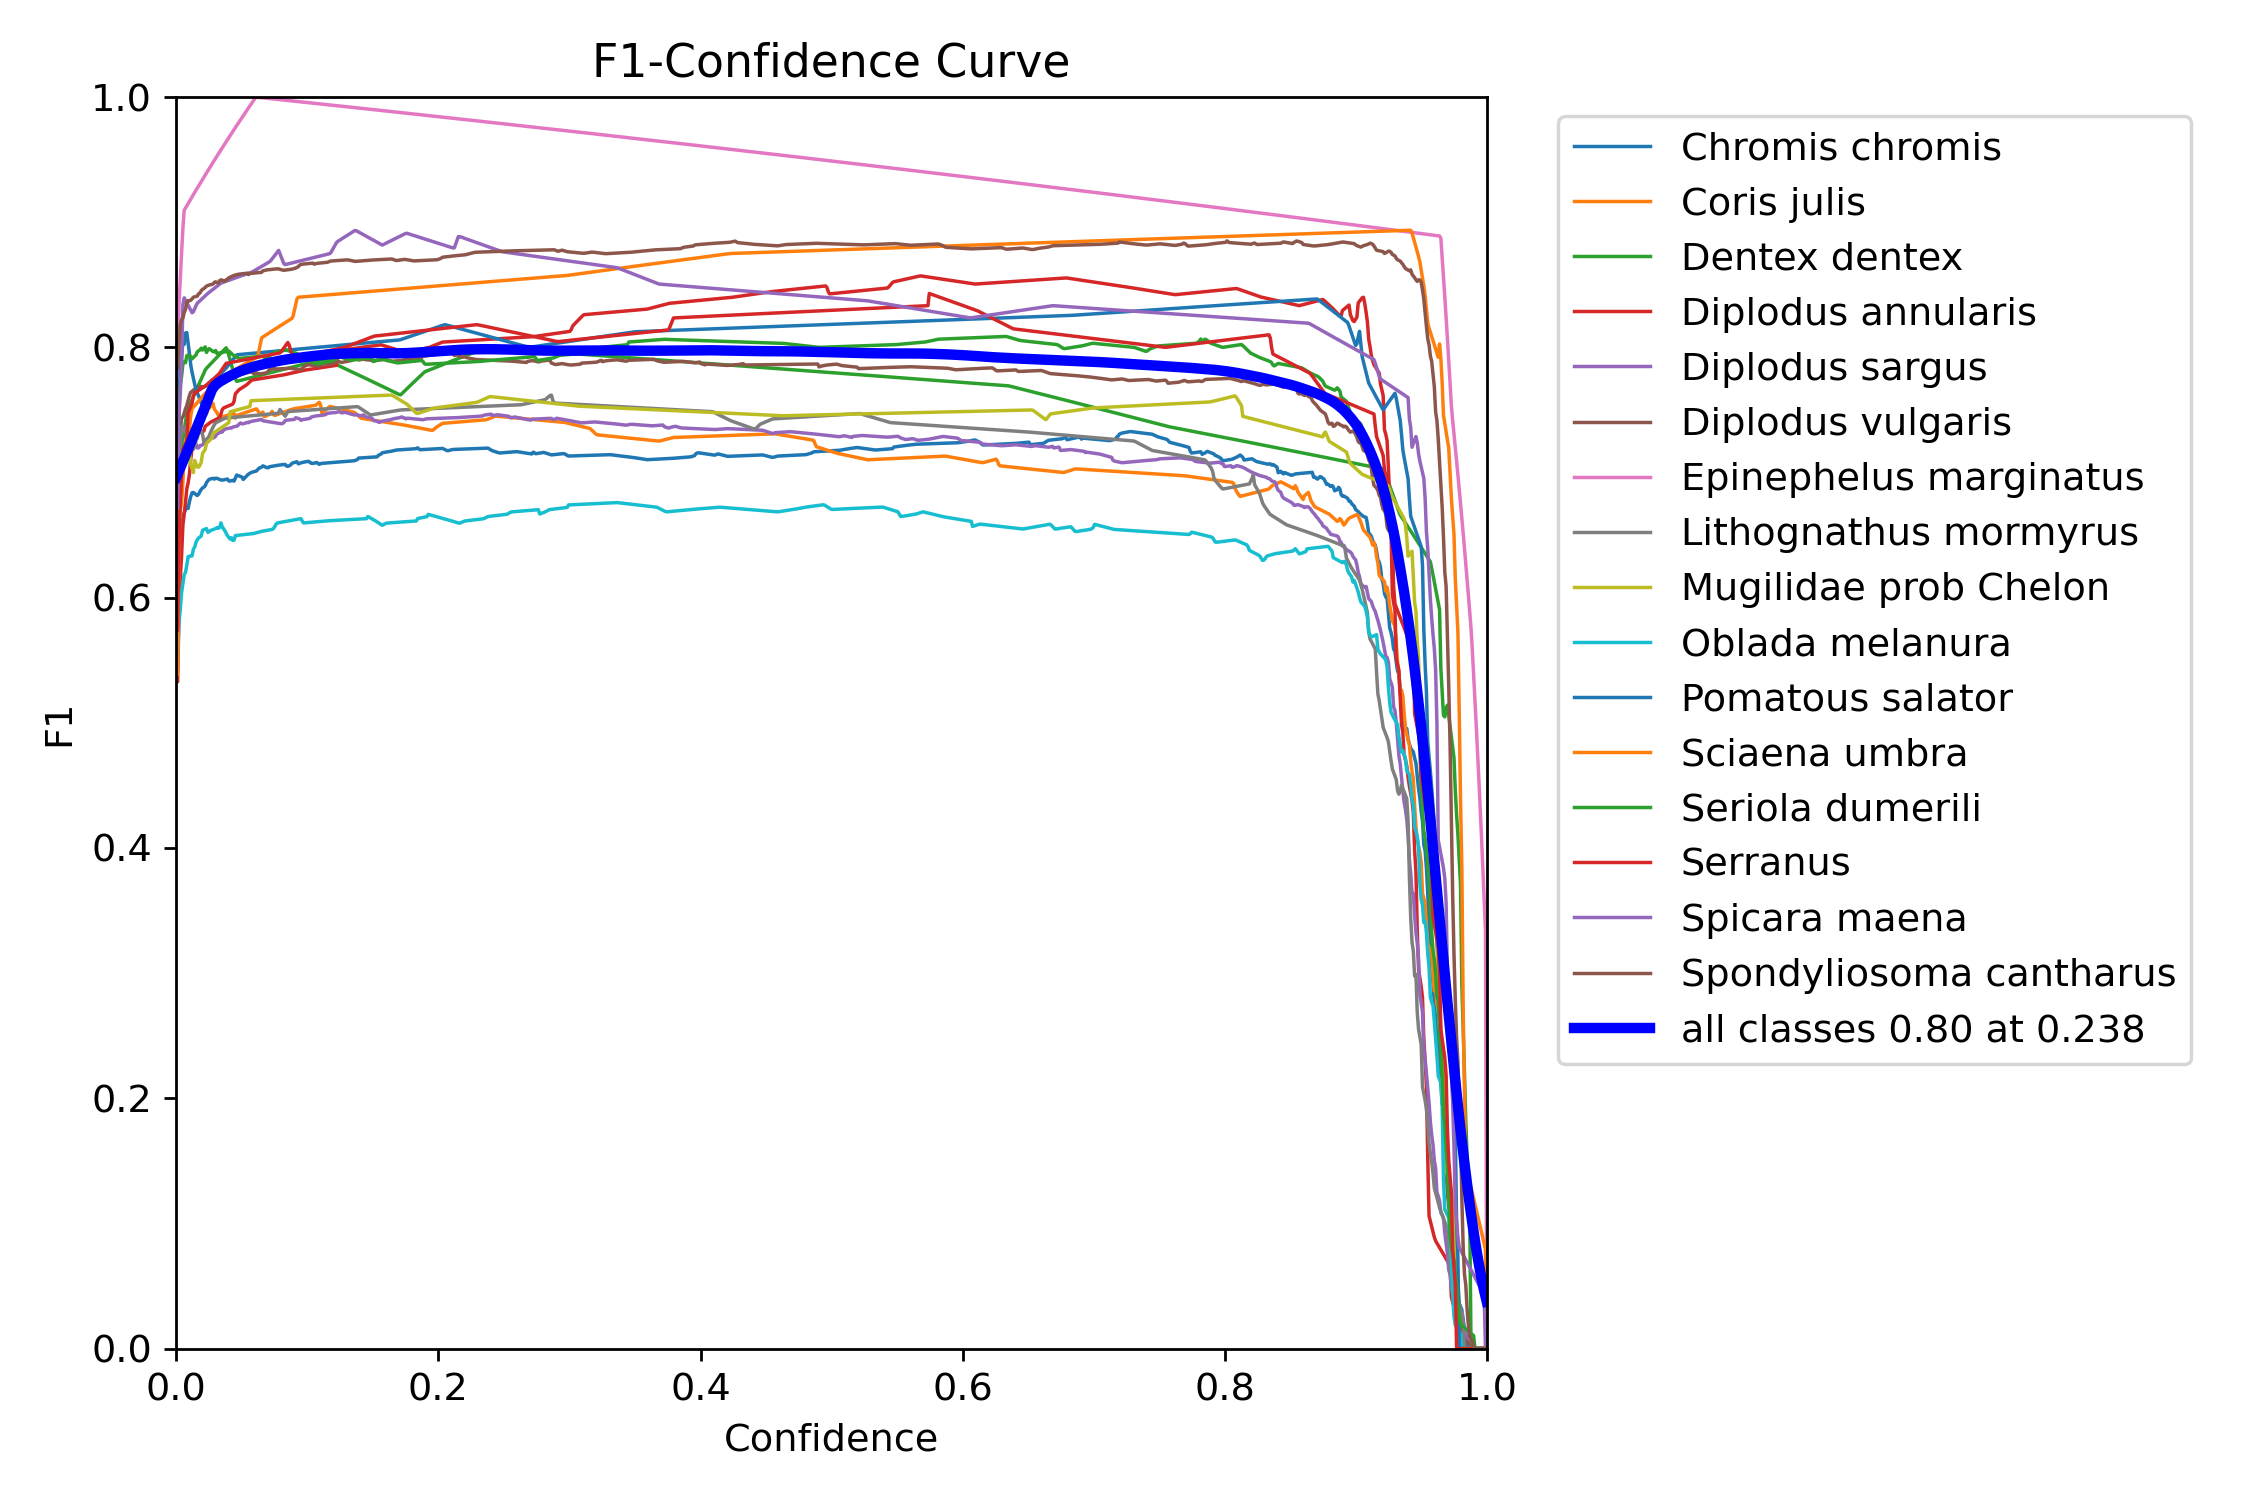 F1-Confidence Curve
1.0
0.8
0.6
0.4
0.2
0.0
F1
0.0 0.2 0.4 0.6 0.8 1.0
Confidence
Chromis chromis
Coris julis
Dentex dentex
Diplodus annularis
Diplodus sargus
Diplodus vulgaris
Epinephelus marginatus
Lithognathus mormyrus
Mugilidae prob Chelon
Oblada melanura
Pomatous salator
Sciaena umbra
Seriola dumerili
Serranus
Spicara maena
Spondyliosoma cantharus
all classes 0.80 at 0.238